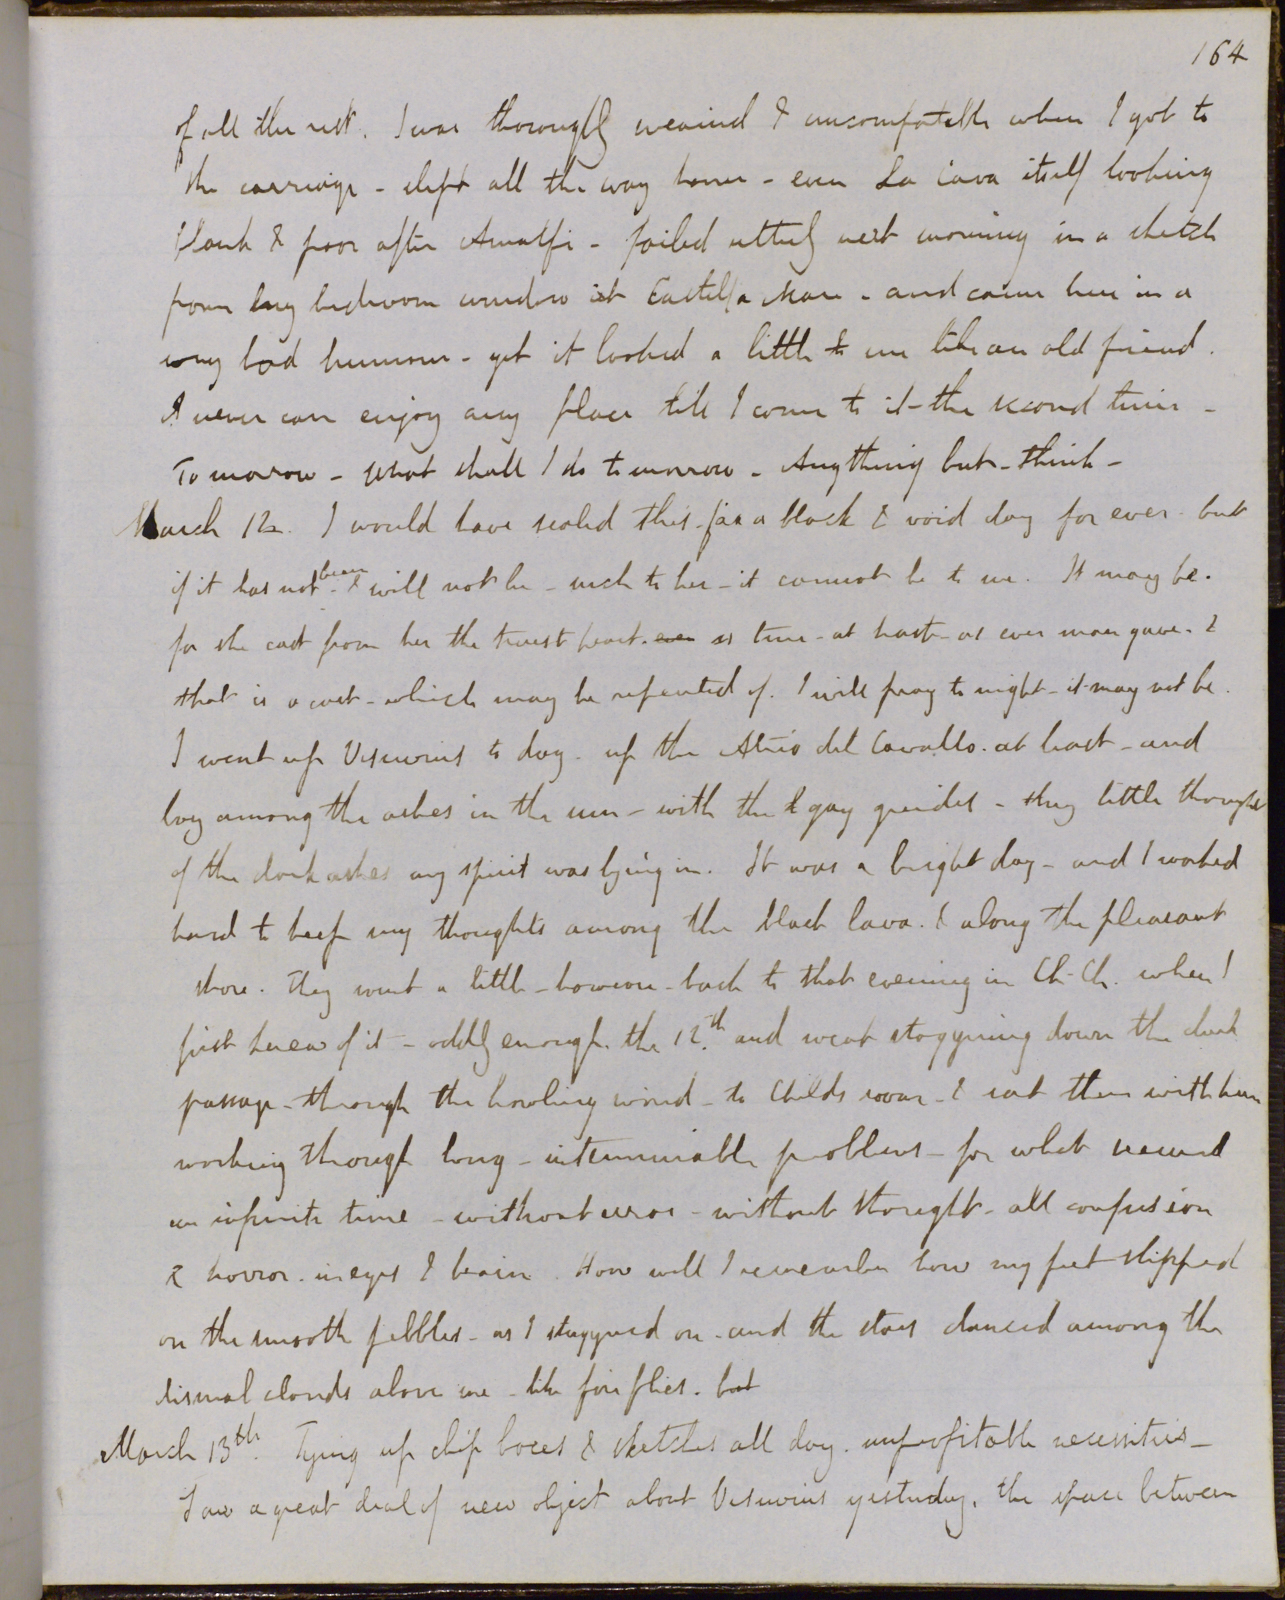 164
of all the rest. I was thoroughly wearied & uncomfortable when I got to
the carriage - slept all the way home - even La Cava itself looking
blank & poor after Amalfi - failed utterly next morning in a sketch
from my bedroom window at Castell a Mare - and came here in a
very bad humour - yet it looked a little to me like an old friend.
I never can enjoy any place till I come to it - the second time -
Tomorrow - what shall I do tomorrow - Anything but - think -
March 12. I would have sealed this for a black & void day for ever. but
if it has not been - & will not be - such to her - it cannot be to me. It may be.
for she cast from her the truest heart. even as true - at least - as ever man gave. &
that is a cast - which may be repented of. I will pray to night - it may not be.
I went up Vesuvius to day. up the Atrio del Cavallo. at least - and
lay among the ashes in the sun - with the gay guides - they little thought
of the dark ashes my spirit was lying in. It was a bright day - and I worked
hard to keep my thoughts among the black lava. & along the pleasant
shore. They went a little - however - back to that evening in Ch. Ch. when I
first knew of it - oddly enough. the 12.th and went staggering down the dark
passage - through the howling wind - to Childs room - & sat there with him
working through long - interminable problems - for what seemed
an infinite time - without error - without thought - all confusion
& horror. in eyes & brain. How well I remember how my feet slipped
on the smooth pebbles - as I staggered on - and the stars danced among the
dismal clouds above me - like fire flies. but
March 13th. Tying up chip boxes & sketches all day. unprofitable necessities -
Saw a great deal of new object about Vesuvius yesterday. the space between